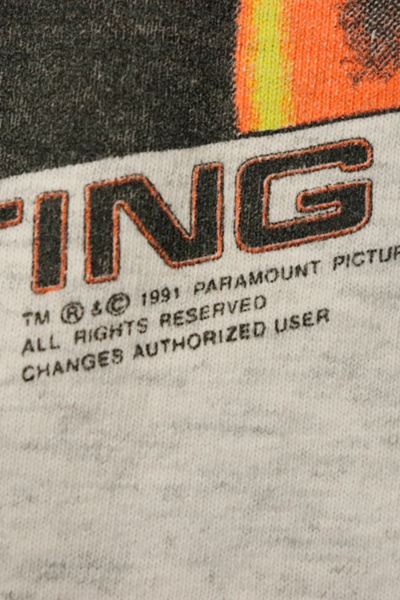 TING
TM ® & © 1991 PARAMOUNT PICTUR
ALL RIGHTS RESERVED
CHANGES AUTHORIZED USER